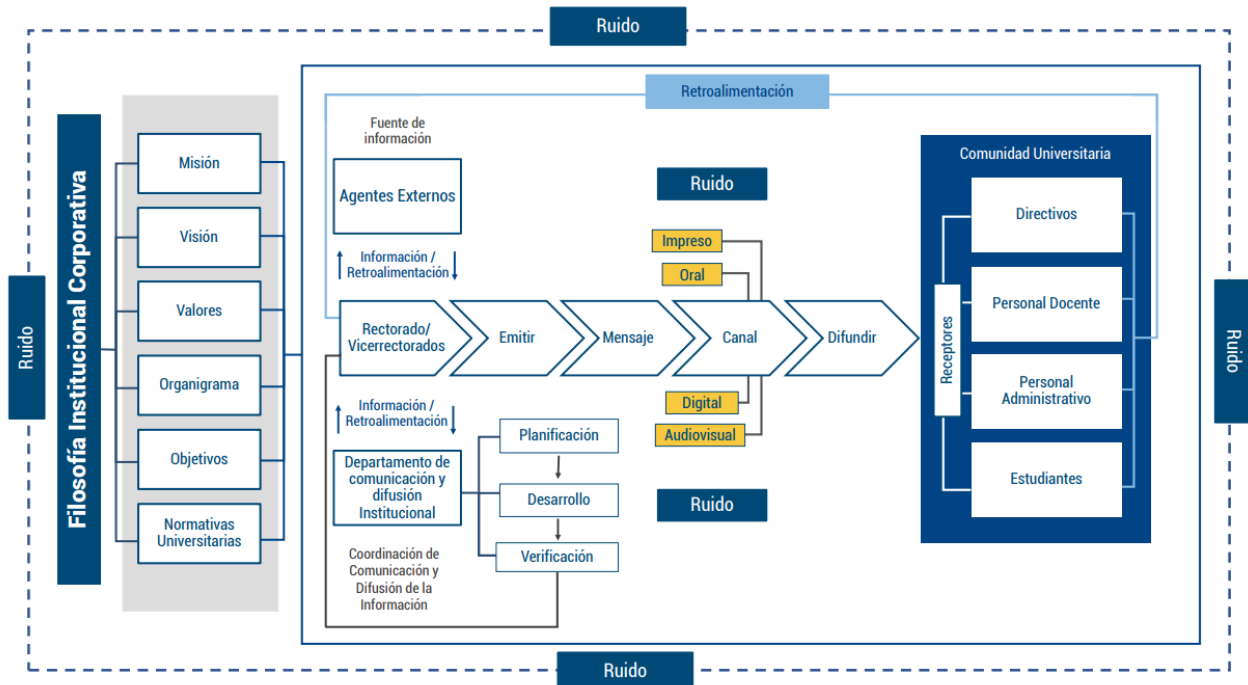 Ruido
Retroalimentación
Fuente de
información
Comunidad Universitaria
Filosofía Institucional Corporativa
Misión
Visión
Valores
Organigrama
Objetivos
Normativas
Universitarias
Ruido
Agentes Externos
Información /
Retroalimentación
Ruido
Impreso
Oral
Rectorado/
Vicerrectorados
Emitir
Mensaje
Canal
Difundir
Digital
Audiovisual
Ruido
Información /
Retroalimentación
Departamento de
comunicación y
difusión
Institucional
Planificación
Desarrollo
Verificación
Coordinación de
Comunicación y
Difusión de la
Información
Receptores
Directivos
Personal Docente
Personal
Administrativo
Estudiantes
Ruido
Ruido